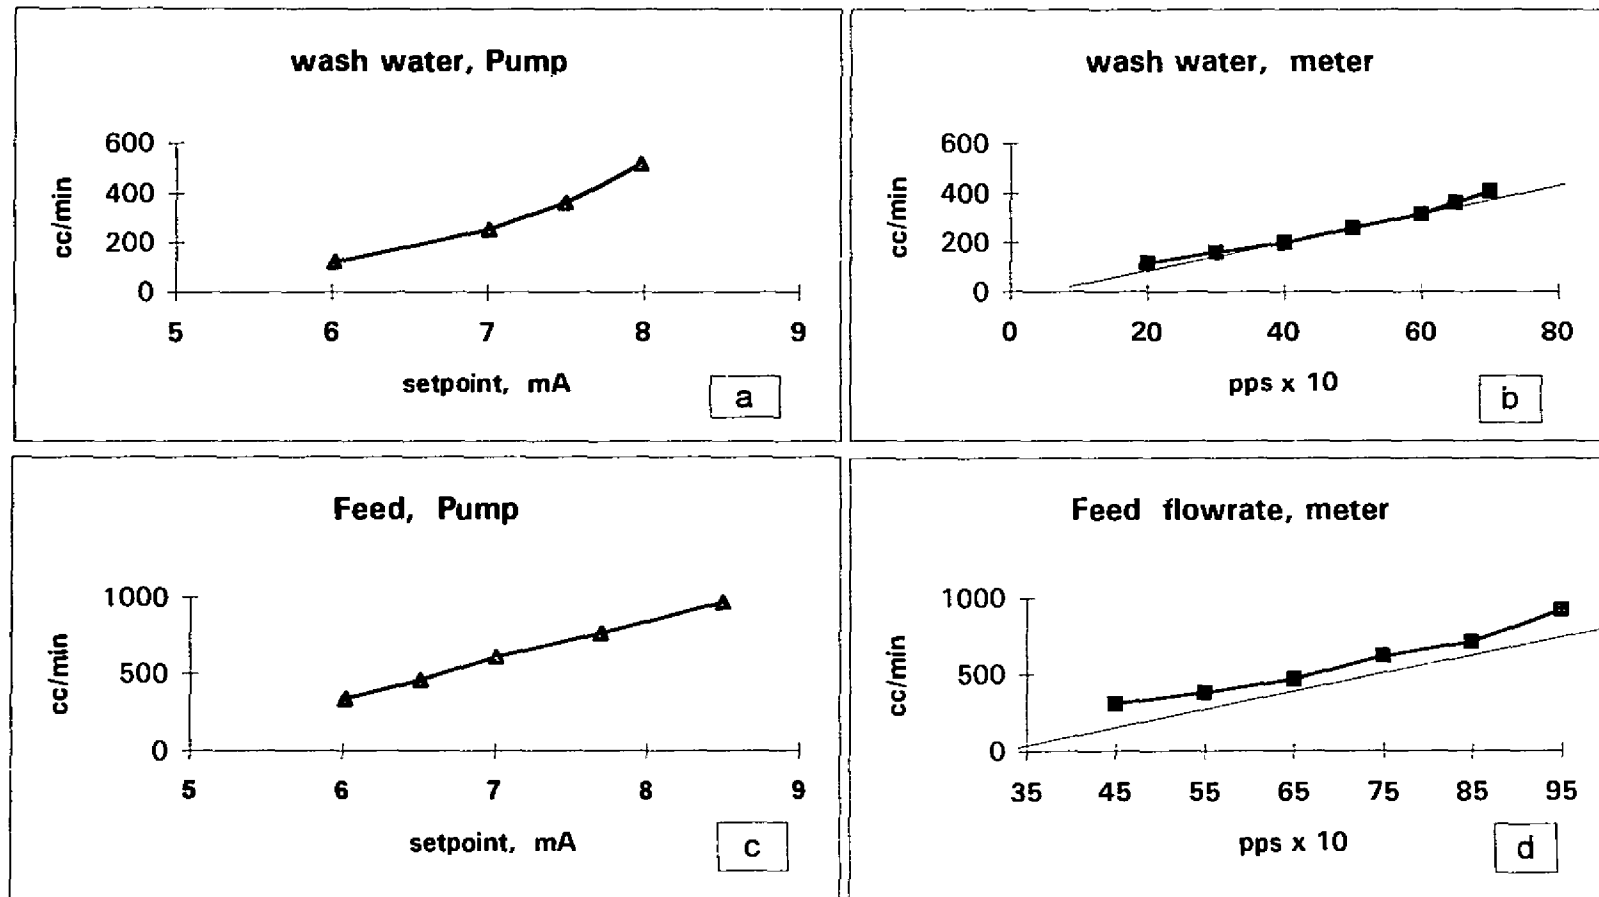 wash water, Pump
600
400
200
0
cc/min
5 6 7 8 9
setpoint, mA
a
wash water, meter
600
400
200
0
cc/min
0 20 40 60 80
pps x 10
b
Feed, Pump
1000
500
0
cc/min
5 6 7 8 9
setpoint, mA
c
Feed flowrate, meter
1000
500
0
cc/min
35 45 55 65 75 85 95
pps x 10
d